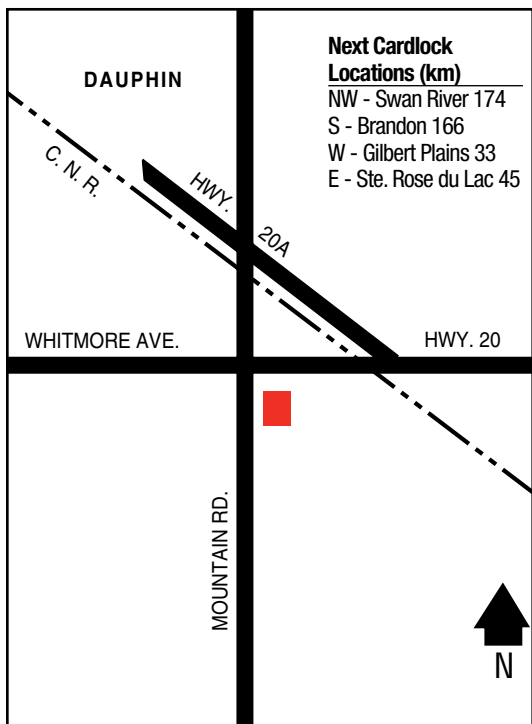 DAUPHIN
Next Cardlock
Locations (km)
NW - Swan River 174
S - Brandon 166
W - Gilbert Plains 33
E - Ste. Rose du Lac 45
C. N. R.
HWY. 20A
WHITMORE AVE.
HWY. 20
MOUNTAIN RD.
N